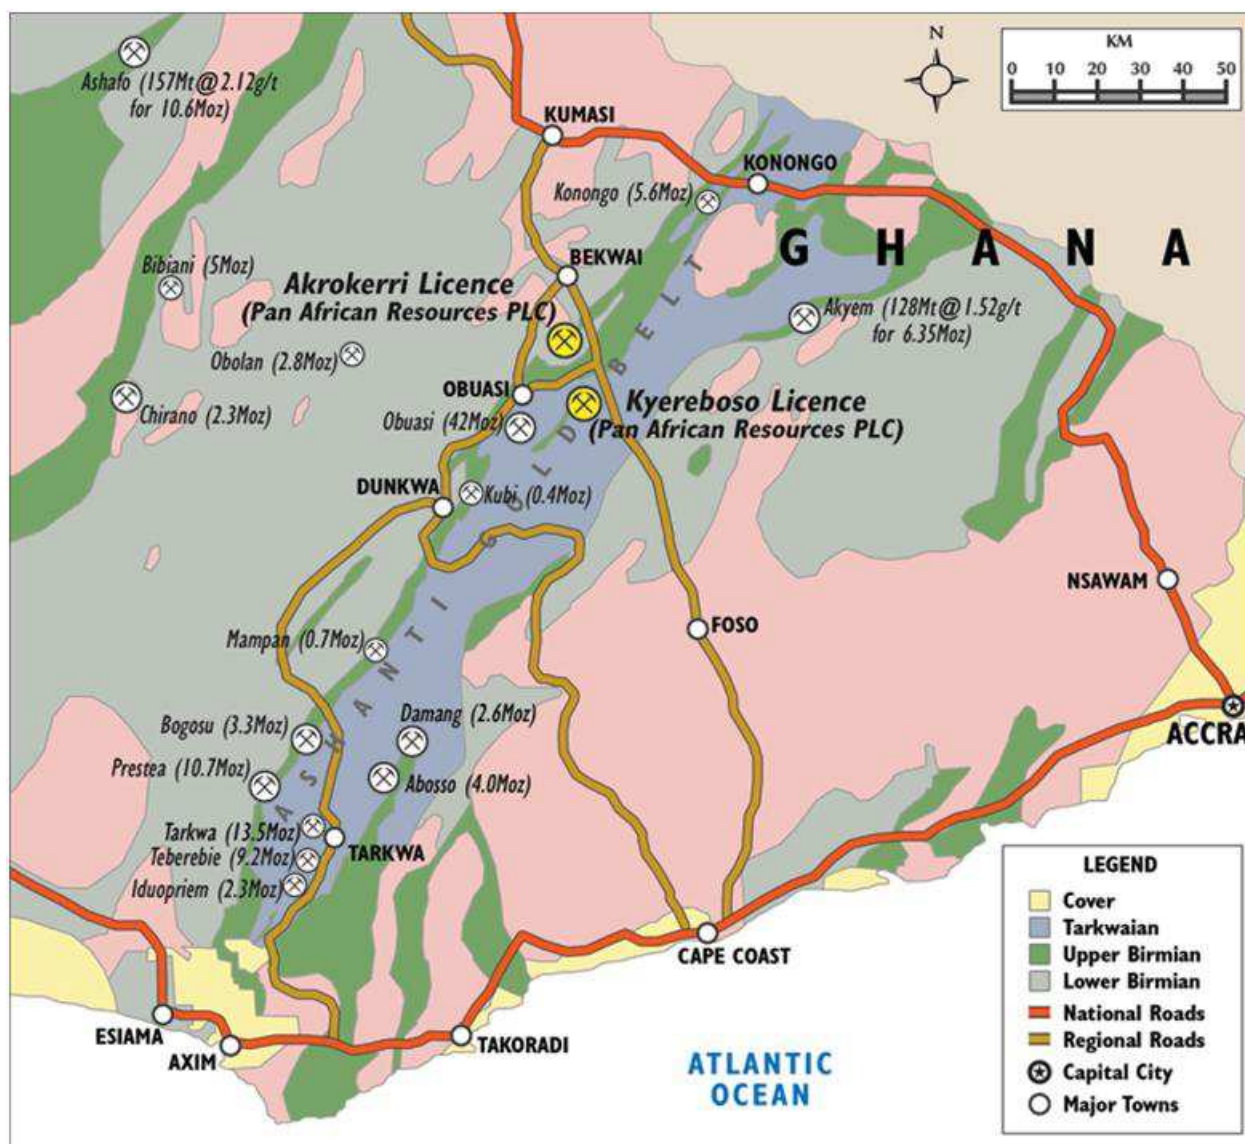 N
KM
0 10 20 30 40 50
Ashafo (157Mt @ 2.12g/t
for 10.6Moz)
KUMASI
KONONGO
Konongo (5.6Moz)
GHANA
BEKWAI
Bibiani (5Moz)
Akrokerri Licence
(Pan African Resources PLC)
Akyem (128Mt @ 1.52g/t
for 6.35Moz)
Obolan (2.8Moz)
OBUASI
Chirano (2.3Moz)
Obuasi (42Moz)
Kyereboso Licence
(Pan African Resources PLC)
DUNKWA
Kubi (0.4Moz)
ASHANTI GOLD BELT
NSAWAM
FOSO
Mampan (0.7Moz)
Bogosu (3.3Moz)
Damang (2.6Moz)
ACCRA
Prestea (10.7Moz)
Abosso (4.0Moz)
Tarkwa (13.5Moz)
TARKWA
Teberebie (9.2Moz)
Iduopriem (2.3Moz)
CAPE COAST
ESIAMA
AXIM
TAKORADI
ATLANTIC
OCEAN
LEGEND
Cover
Tarkwaian
Upper Birmian
Lower Birmian
National Roads
Regional Roads
Capital City
Major Towns